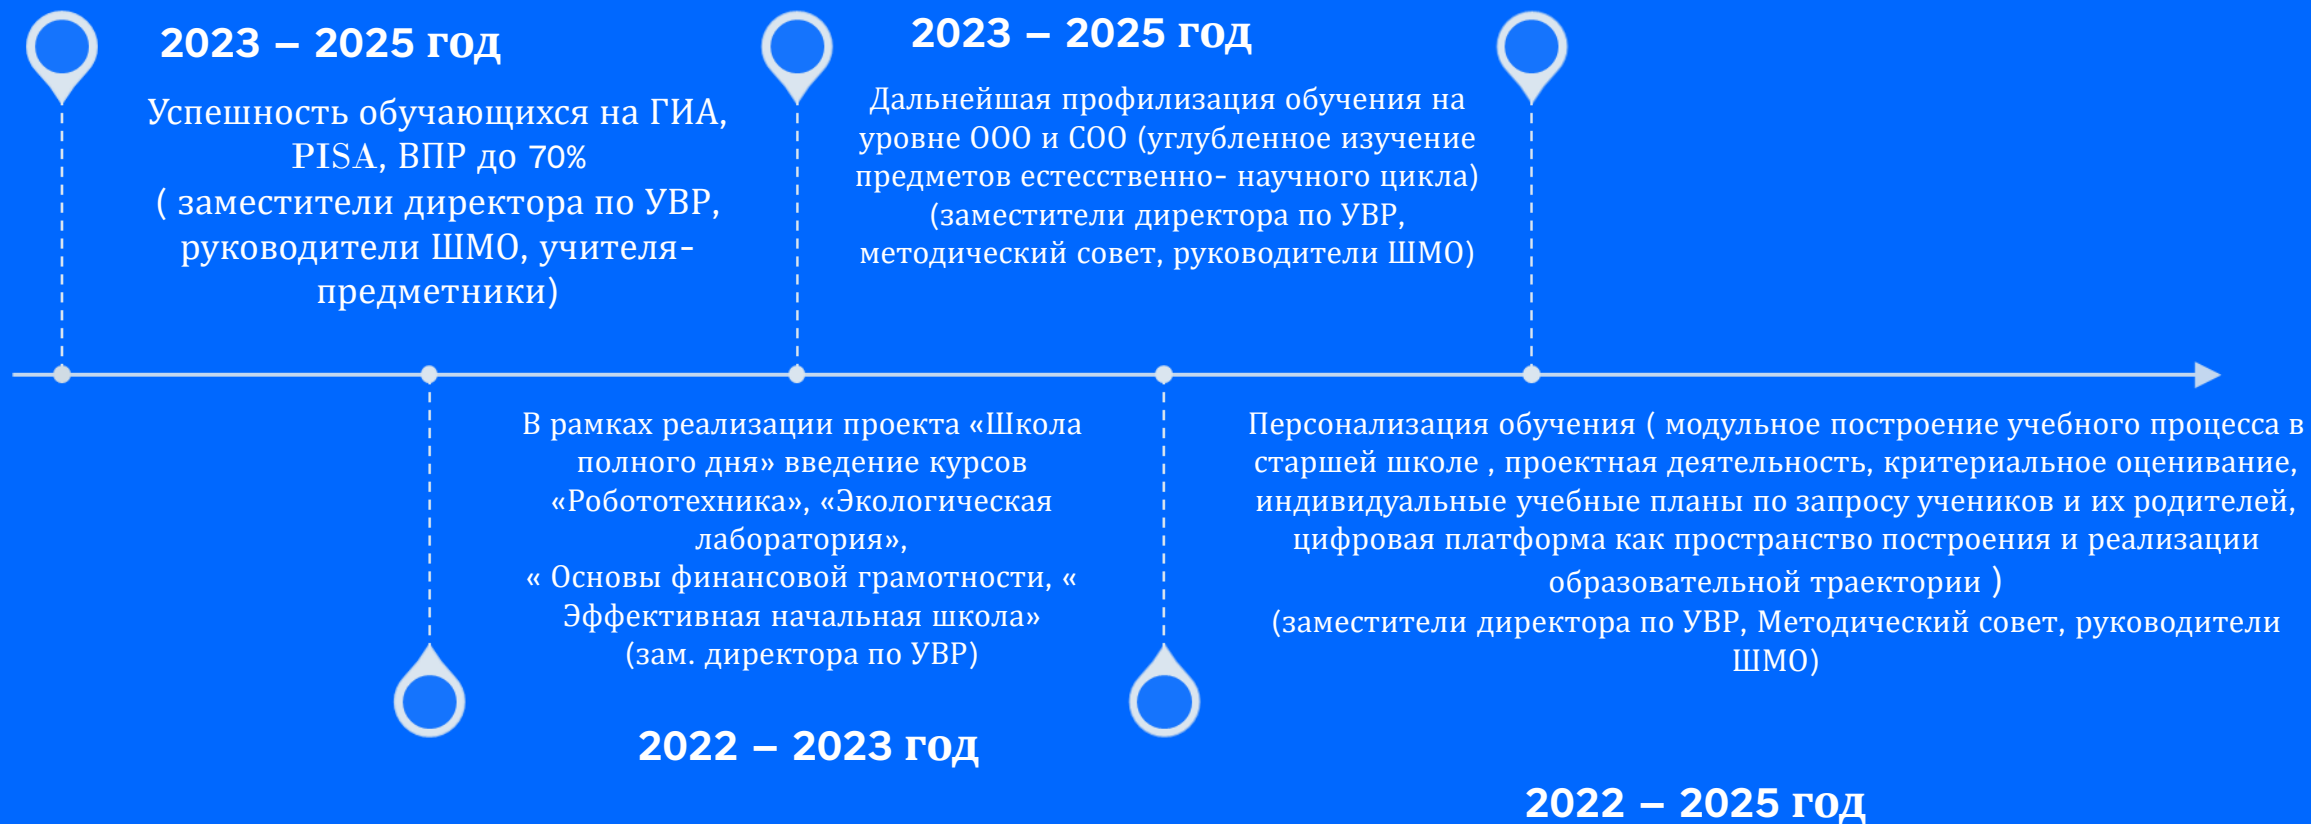 2023 – 2025 год
Успешность обучающихся на ГИА,
PISA, ВПР до 70%
( заместители директора по УВР,
руководители ШМО, учителя-
предметники)
2023 – 2025 год
Дальнейшая профилизация обучения на
уровне ООО и СОО (углубленное изучение
предметов естесственно- научного цикла)
(заместители директора по УВР,
методический совет, руководители ШМО)
В рамках реализации проекта «Школа
полного дня» введение курсов
«Робототехника», «Экологическая
лаборатория»,
« Основы финансовой грамотности, «
Эффективная начальная школа»
(зам. директора по УВР)
2022 – 2023 год
Персонализация обучения ( модульное построение учебного процесса в
старшей школе , проектная деятельность, критериальное оценивание,
индивидуальные учебные планы по запросу учеников и их родителей,
цифровая платформа как пространство построения и реализации
образовательной траектории )
(заместители директора по УВР, Методический совет, руководители
ШМО)
2022 – 2025 год